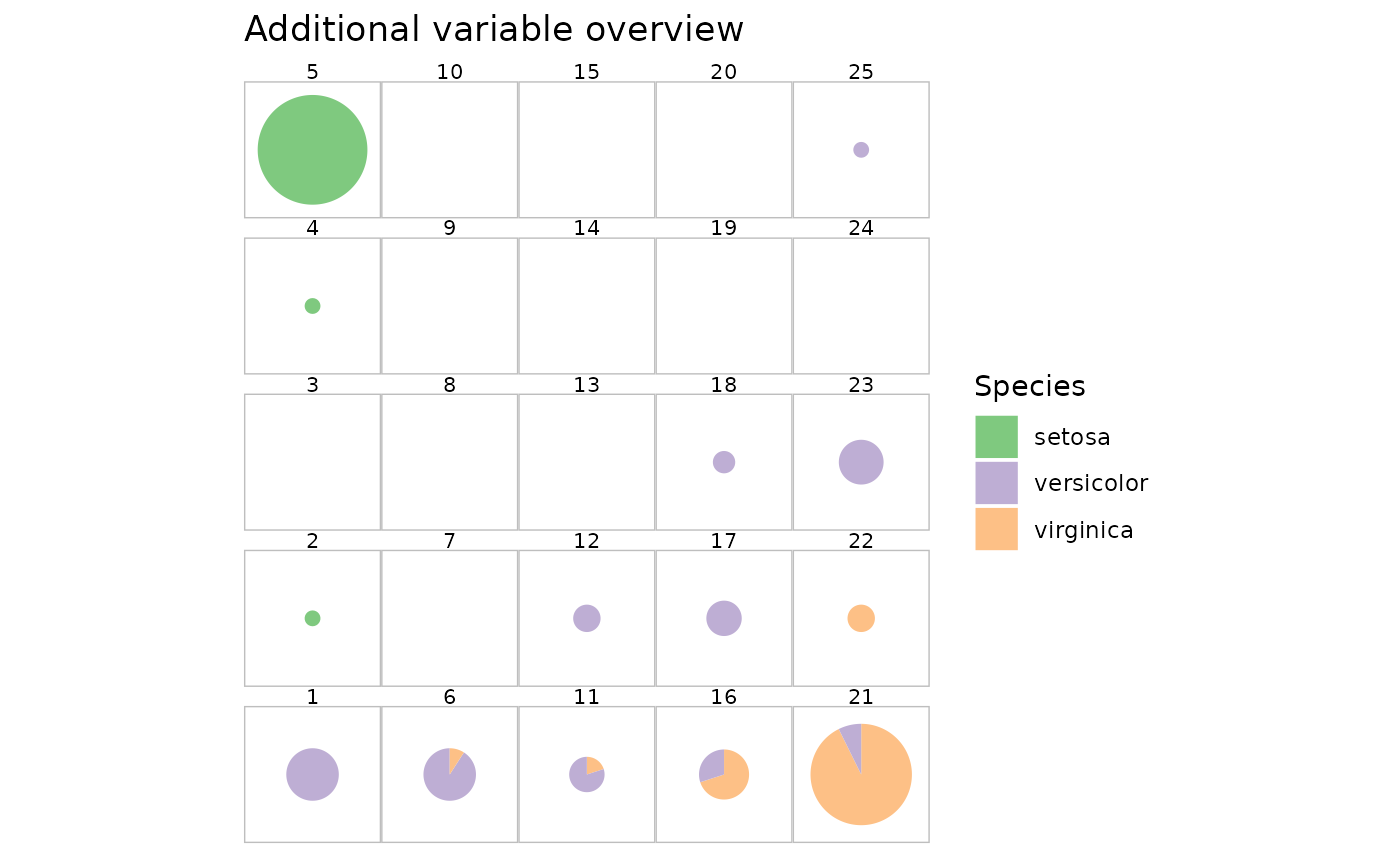 Additional variable overview
5 10 15 20 25
4 9 14 19 24
3 8 13 18 23
Species
setosa
versicolor
virginica
2 7 12 17 22
1 6 11 16 21